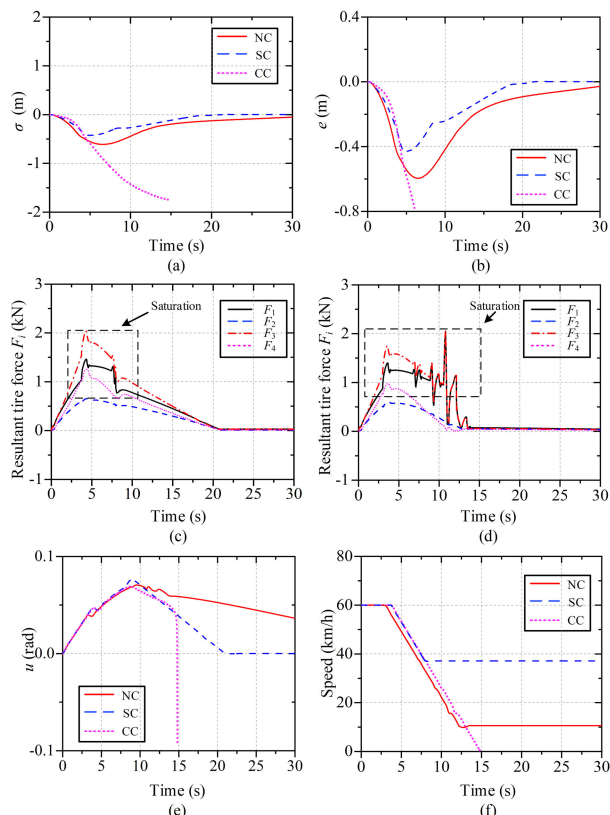 2
1
0
-1
-2
σ (m)
0 5 10 15 20 25 30
Time (s)
NC
SC
CC
(a)
0.4
0.0
-0.4
-0.8
e (m)
0 10 20 30
Time (s)
NC
SC
CC
(b)
3
2
1
0
-1
Resultant tire force Fi (kN)
0 5 10 15 20 25 30
Time (s)
Saturation
F1
F2
F3
F4
(c)
3
2
1
0
-1
Resultant tire force Fi (kN)
0 5 10 15 20 25 30
Time (s)
Saturation
F1
F2
F3
F4
(d)
0.1
0.0
-0.1
u (rad)
0 5 10 15 20 25 30
Time (s)
NC
SC
CC
(e)
80
60
40
20
0
Speed (km/h)
0 5 10 15 20 25 30
Time (s)
NC
SC
CC
(f)